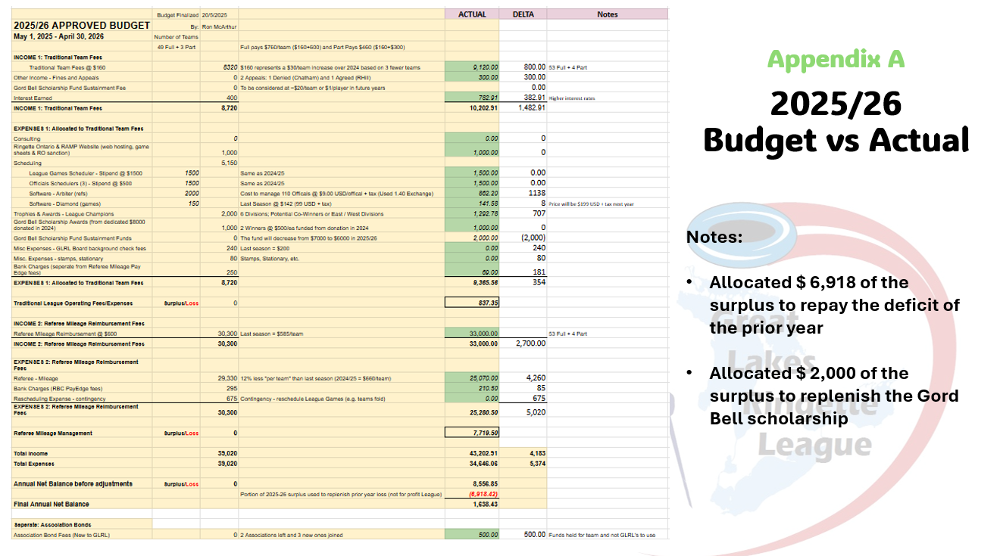 Budget Finalized 20/5/2025 ACTUAL DELTA Notes
2025/26 APPROVED BUDGET By: Ron McArthur
May 1, 2025 - April 30, 2026 Number of Teams
49 Full + 3 Part Full pays $760/team ($160+600) and Part Pays $460 ($160+$300)
INCOME 1: Traditional Team Fees
Traditional Team Fees @ $160 8320 $160 represents a $30/team increase over 2024 based on 3 fewer teams 9,120.00 800.00 53 Full + 4 Part
Other Income - Fines and Appeals 0 2 Appeals: 1 Denied (Chatham) and 1 Agreed (RHill) 300.00 300.00
Gord Bell Scholarship Fund Sustainment Fee 0 To be considered at ~$20/team or $1/player in future years 0.00
Interest Earned 400 782.91 382.91 Higher interest rates
INCOME 1: Traditional Team Fees 8,720 10,202.91 1,482.91
EXPENSES 1: Allocated to Traditional Team Fees
Consulting 0 0.00 0
Ringette Ontario & RAMP Website (web hosting, game
sheets & RO sanction) 1,000 1,000.00 0
Scheduling 5,150
League Games Scheduler - Stipend @ $1500 1500 Same as 2024/25 1,500.00 0.00
Officials Schedulers (3) - Stipend @ $500 1500 Same as 2024/25 1,500.00 0.00
Software - Arbiter (refs) 2000 Cost to manage 110 Officals @ $9.00 USD/offical + tax (Used 1.40 Exchange) 862.20 1138
Software - Diamond (games) 150 Last Season @ $142 (99 USD + tax) 141.58 8 Price will be $199 USD + tax next year
Trophies & Awards - League Champions 2,000 6 Divisions; Potential Co-Winners or East / West Divisions 1,292.78 707
Gord Bell Scholarship Awards (from dedicated $8000
donated in 2024) 1,000 2 Winners @ $500/ea funded from donation in 2024 1,000.00 0
Gord Bell Scholarship Sustainment Funds 0 The fund will decrease from $7000 to $6000 in 2025/26 2,000.00 (2,000)
Misc Expenses - GLRL Board background check fees 240 Last season = $200 0.00 240
Misc. Expenses - stamps, stationary 80 Stamps, Stationary, etc. 0.00 80
Bank Charges (seperate from Referee Mileage Pay
Edge fees) 250 69.00 181
EXPENSES 1: Allocated to Traditional Team Fees 8,720 9,365.56 354
Traditional League Operating Fees/Expenses Surplus/Loss 0 837.35
INCOME 2: Referee Mileage Reimbursement Fees
Referee Mileage Reimbursement @ $600 30,300 Last season = $585/team 33,000.00 53 Full + 4 Part
INCOME 2: Referee Mileage Reimbursement Fees 30,300 33,000.00 2,700.00
EXPENSES 2: Referee Mileage Reimbursement
Fees
Referee - Mileage 29,330 12% less "per team" than last season (2024/25 = $660/team) 25,070.00 4,260
Bank Charges (RBC PayEdge fees) 295 210.50 85
Rescheduling Expense - contingency 675 Contingency - reschedule League Games (e.g. teams fold) 0.00 675
EXPENSES 2: Referee Mileage Reimbursement
Fees 30,300 25,280.50 5,020
Referee Mileage Management Surplus/Loss 0 7,719.50
Total Income 39,020 43,202.91 4,183
Total Expenses 39,020 34,646.06 5,374
Annual Net Balance before adjustments Surplus/Loss 0 8,556.85
Portion of 2025-26 surplus used to replenish prior year loss (not for profit League) (6,918.42)
Final Annual Net Balance 1,638.43
Seperate: Association Bonds
Association Bond Fees (New to GLRL) 0 2 Associations left and 3 new ones joined 500.00 500.00 Funds held for team and not GLRL's to use
Appendix A
2025/26
Budget vs Actual
Notes:
• Allocated $ 6,918 of the
surplus to repay the deficit of
the prior year
• Allocated $ 2,000 of the
surplus to replenish the Gord
Bell scholarship
Great
Lakes
Ringette
League